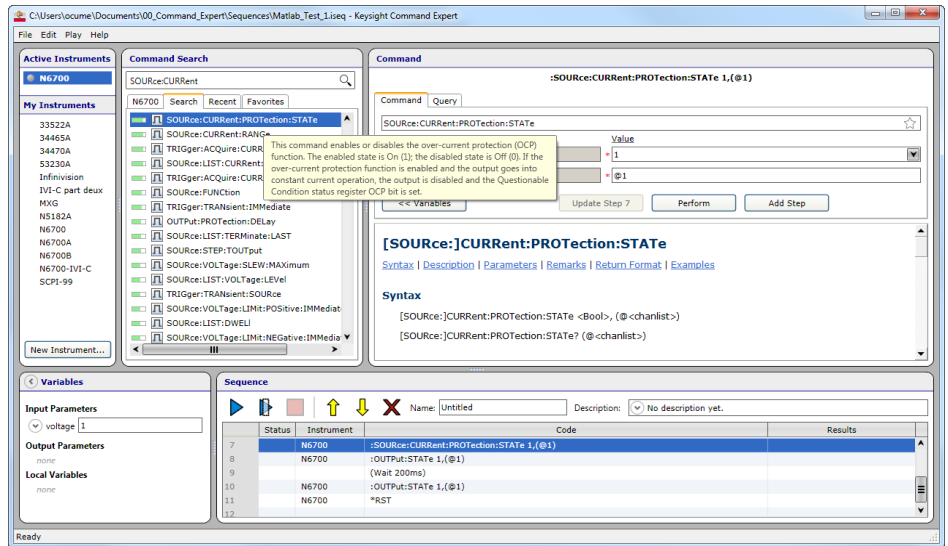 C:\Users\ocume\Documents\00_Command_Expert\Sequences\Matlab_Test_1.iseq - Keysight Command Expert
File Edit Play Help
Active Instruments
N6700
My Instruments
33522A
34465A
34470A
53230A
Infinivision
IVI-C part deux
MXG
N5182A
N6700
N6700A
N6700B
N6700-IVI-C
SCPI-99
New Instrument...
Command Search
SOURce:CURRent
N6700 Search Recent Favorites
SOURce:CURRent:PROTection:STATe
SOURce:CURRent:RANGe
TRIGger:ACQuire:CURR
SOURce:LIST:CURRent:
TRIGger:ACQuire:CURR
SOURce:FUNCtion
TRIGger:TRANsient:IMMediate
OUTPut:PROTection:DELay
SOURce:LIST:TERMinate:LAST
SOURce:STEP:TOUTput
SOURce:VOLTage:SLEW:MAXimum
SOURce:LIST:VOLTage:LEVel
TRIGger:TRANsient:SOURce
SOURce:VOLTage:LIMit:POSitive:IMMediat
SOURce:LIST:DWELl
SOURce:VOLTage:LIMit:NEGative:IMMedia
This command enables or disables the over-current protection (OCP)
function. The enabled state is On (1); the disabled state is Off (0). If the
over-current protection function is enabled and the output goes into
constant current operation, the output is disabled and the Questionable
Condition status register OCP bit is set.
Command
:SOURce:CURRent:PROTection:STATe 1,(@1)
Command Query
SOURce:CURRent:PROTection:STATe
Value
* 1
* @1
<< Variables Update Step 7 Perform Add Step
[SOURce:]CURRent:PROTection:STATe
Syntax | Description | Parameters | Remarks | Return Format | Examples
Syntax
[SOURce:]CURRent:PROTection:STATe <Bool>, (@<chanlist>)
[SOURce:]CURRent:PROTection:STATe? (@<chanlist>)
Variables
Input Parameters
voltage 1
Output Parameters
none
Local Variables
none
Sequence
Name: Untitled Description: No description yet.
Status Instrument Code Results
7 N6700 :SOURce:CURRent:PROTection:STATe 1,(@1)
8 N6700 :OUTPut:STATe 1,(@1)
9 (Wait 200ms)
10 N6700 :OUTPut:STATe 1,(@1)
11 N6700 *RST
12
Ready